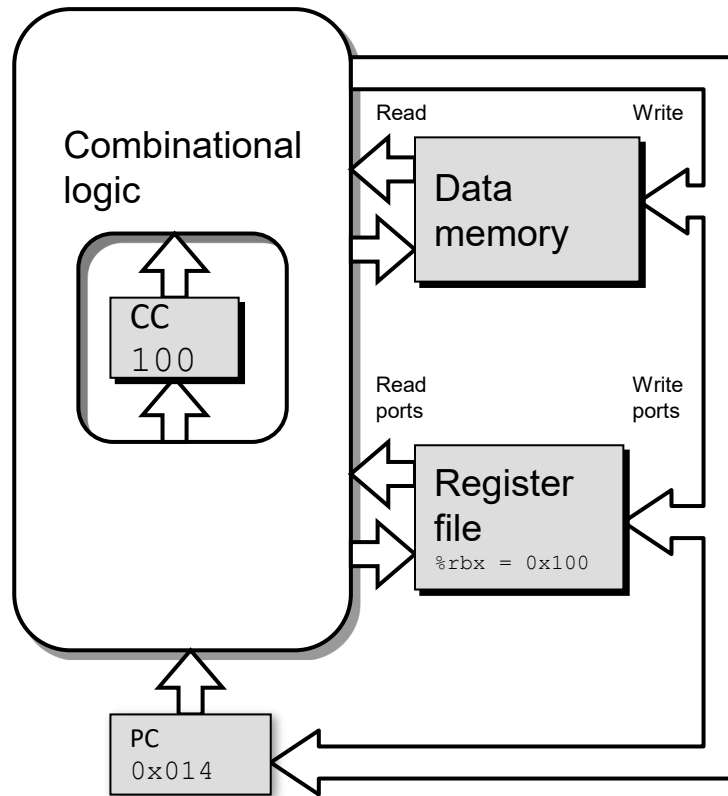 Combinational
logic
CC
100
Read
Write
Data
memory
Read
ports
Write
ports
Register
file
%rbx = 0x100
PC
0x014